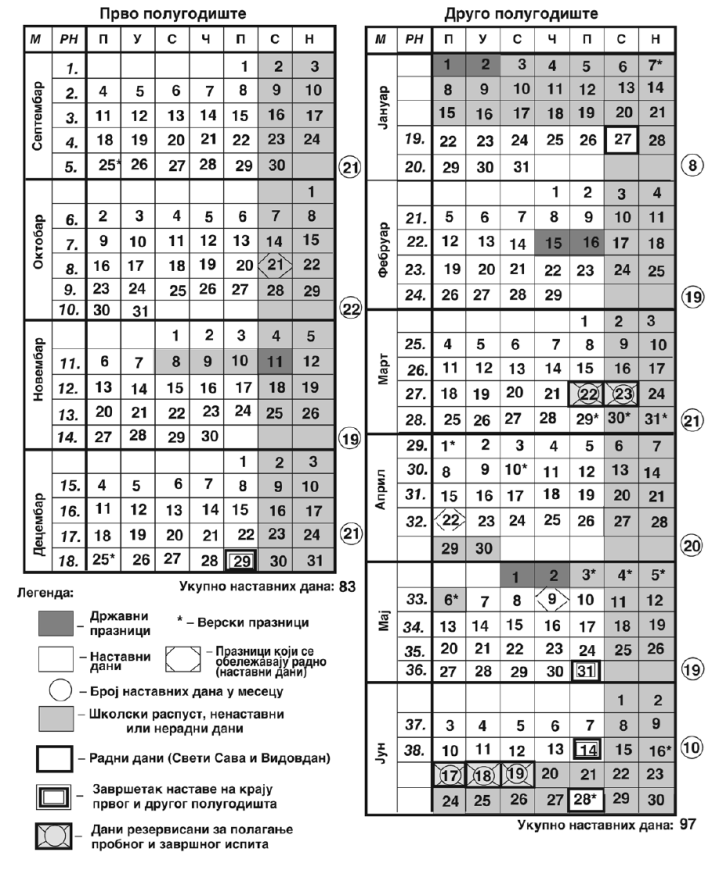 Прво полугодиште
М РН П У С Ч П С Н
Септембар
1. 1 2 3
2. 4 5 6 7 8 9 10
3. 11 12 13 14 15 16 17
4. 18 19 20 21 22 23 24
5. 25* 26 27 28 29 30
21
Октобар
1
6. 2 3 4 5 6 7 8
7. 9 10 11 12 13 14 15
8. 16 17 18 19 20 21 22
9. 23 24 25 26 27 28 29
10. 30 31
22
Новембар
1 2 3 4 5
11. 6 7 8 9 10 11 12
12. 13 14 15 16 17 18 19
13. 20 21 22 23 24 25 26
14. 27 28 29 30
19
Децембар
1 2 3
15. 4 5 6 7 8 9 10
16. 11 12 13 14 15 16 17
17. 18 19 20 21 22 23 24
18. 25* 26 27 28 29 30 31
21
Укупно наставних дана: 83
Друго полугодиште
М РН П У С Ч П С Н
Јануар
1 2 3 4 5 6 7*
8 9 10 11 12 13 14
15 16 17 18 19 20 21
19. 22 23 24 25 26 27 28
20. 29 30 31
8
Фебруар
1 2 3 4
21. 5 6 7 8 9 10 11
22. 12 13 14 15 16 17 18
23. 19 20 21 22 23 24 25
24. 26 27 28 29
19
Март
1 2 3
25. 4 5 6 7 8 9 10
26. 11 12 13 14 15 16 17
27. 18 19 20 21 22 23 24
28. 25 26 27 28 29* 30* 31*
21
Април
29. 1* 2 3 4 5 6 7
30. 8 9 10* 11 12 13 14
31. 15 16 17 18 19 20 21
32. 22 23 24 25 26 27 28
29 30
20
Мај
1 2 3* 4* 5*
33. 6* 7 8 9 10 11 12
34. 13 14 15 16 17 18 19
35. 20 21 22 23 24 25 26
36. 27 28 29 30 31
19
Јун
1 2
37. 3 4 5 6 7 8 9
38. 10 11 12 13 14 15 16*
17 18 19 20 21 22 23
24 25 26 27 28* 29 30
10
Укупно наставних дана: 97
Легенда:
– Државни
празници
* – Верски празници
– Наставни
дани
– Празници који се
обележавају радно
(наставни дани)
– Број наставних дана у месецу
– Школски распуст, ненаставни
или нерадни дани
– Радни дани (Свети Сава и Видовдан)
– Завршетак наставе на крају
првог и другог полугодишта
– Дани резервисани за полагање
пробног и завршног испита